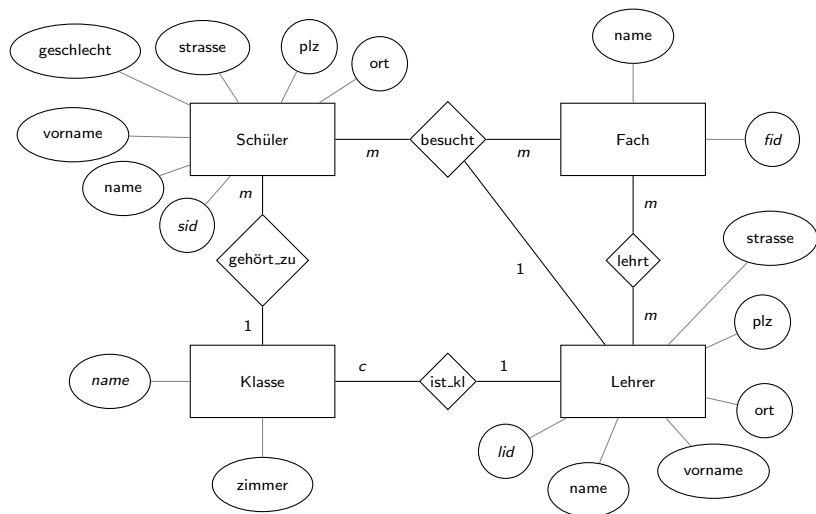 name
strasse
plz
geschlecht
ort
Schüler
besucht
Fach
vorname
fid
m
m
name
m
m
sid
strasse
gehört_zu
lehrt
1
m
plz
1
name
Klasse
c
ist_kl
1
Lehrer
ort
lid
vorname
zimmer
name